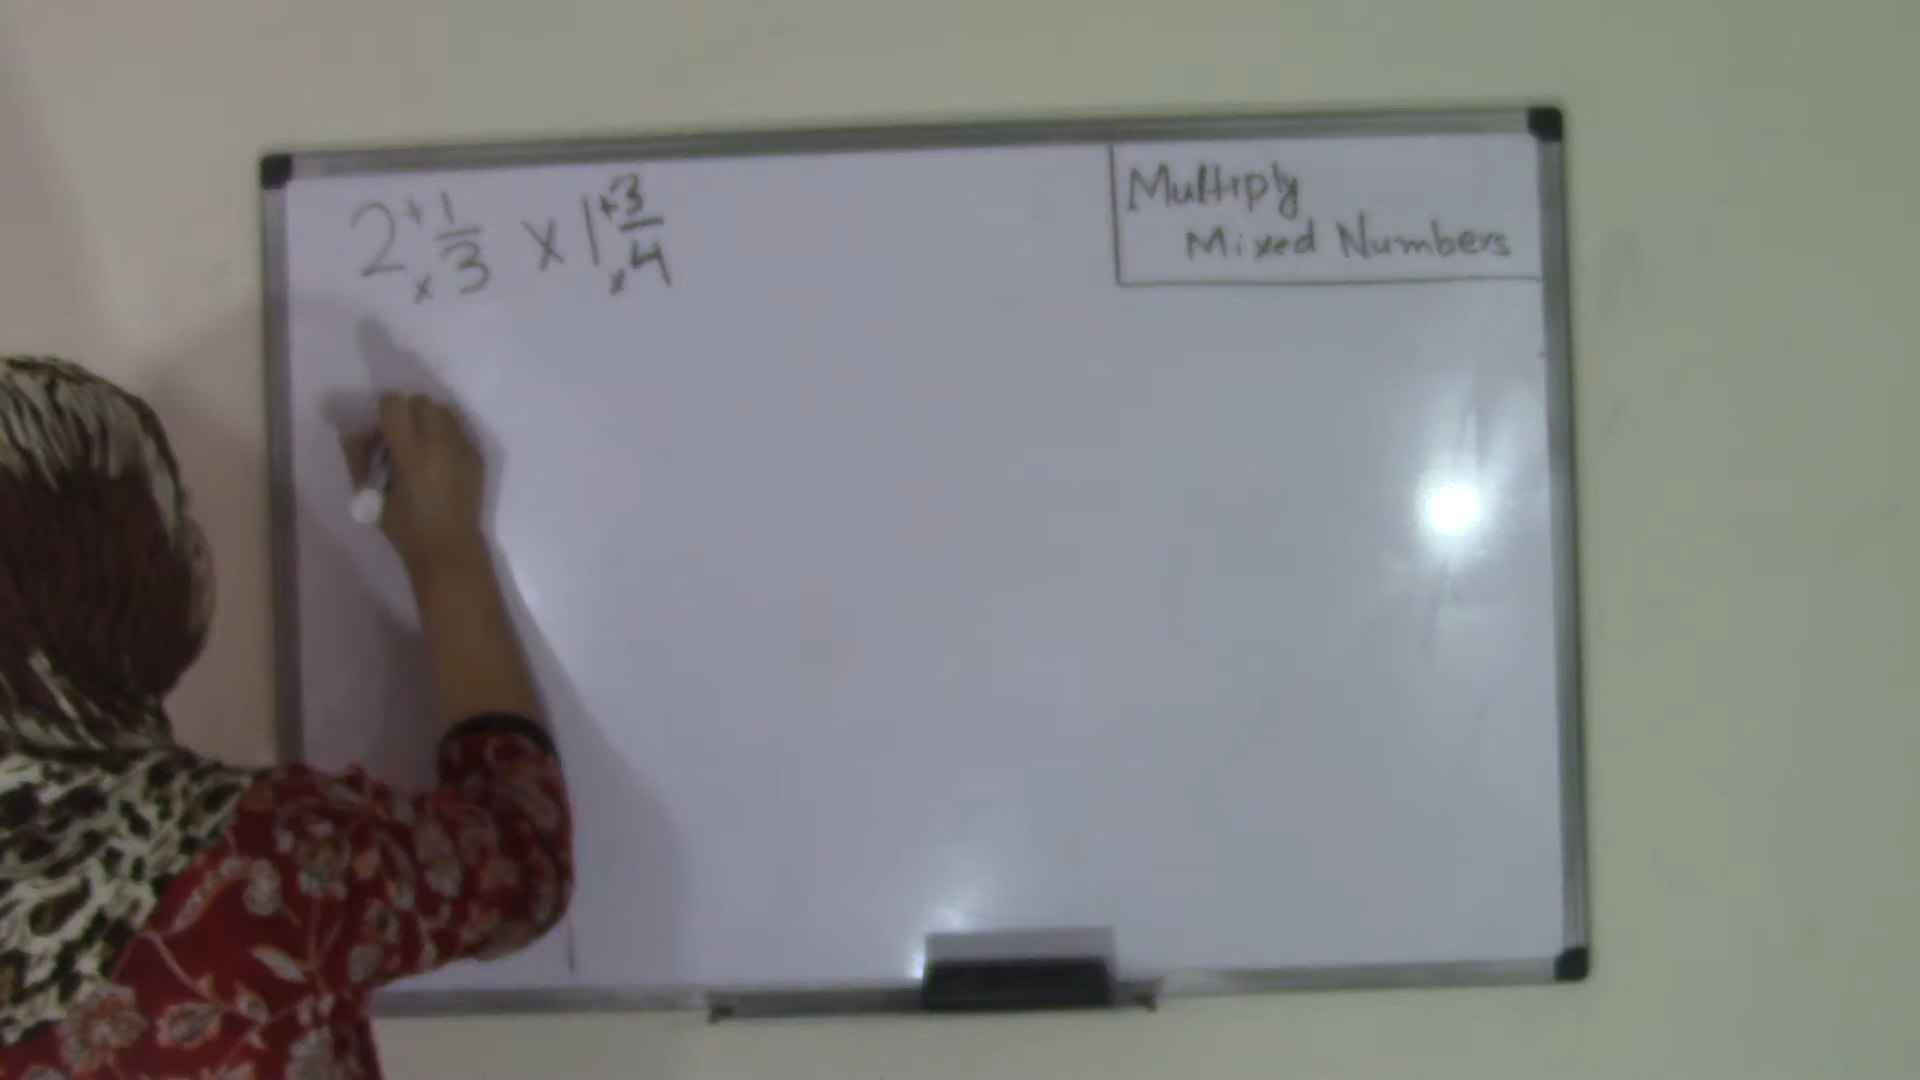 2 + 1/3 x 1 + 3/4
x x
Multiply
Mixed Numbers